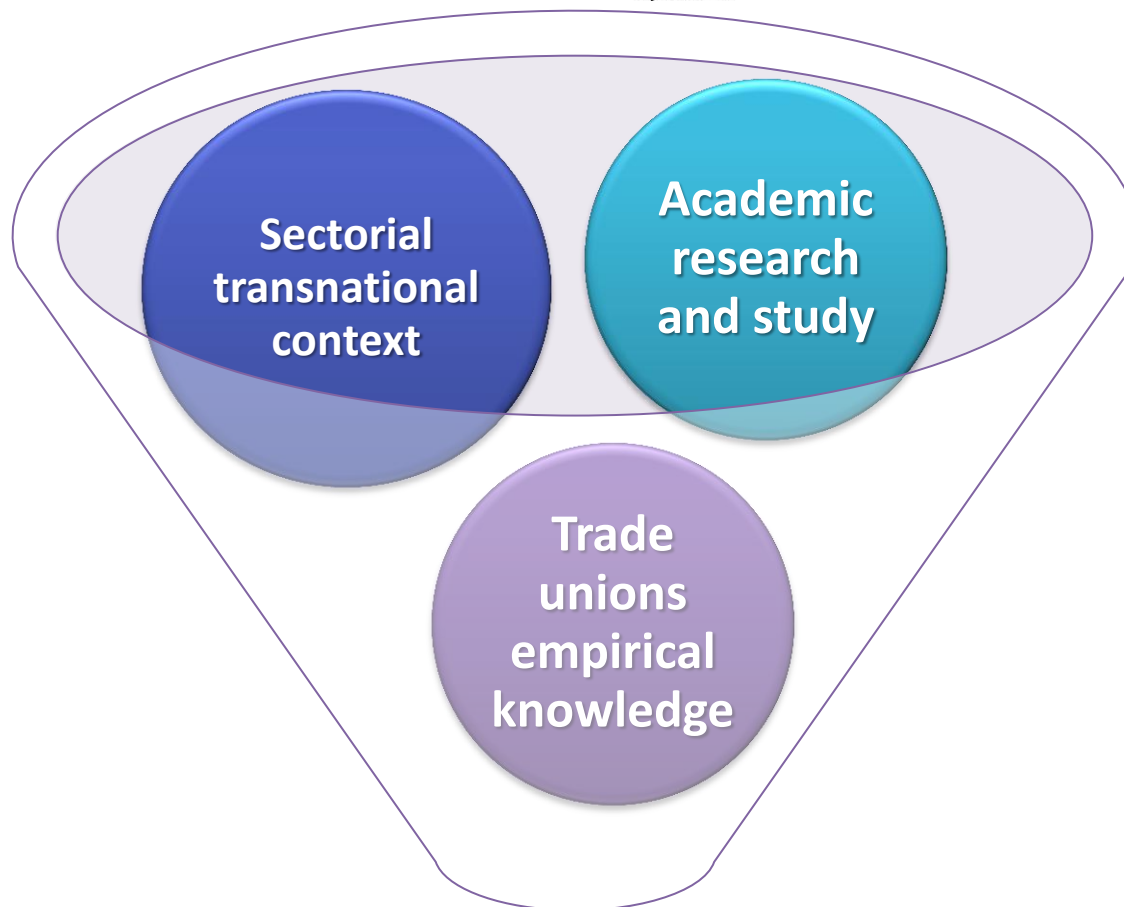 Sectorial
transnational
context
Academic
research
and study
Trade
unions
empirical
knowledge